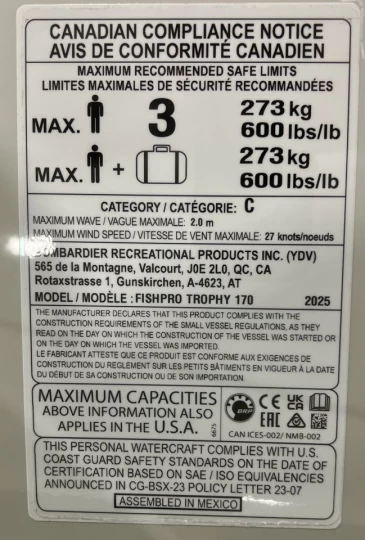 CANADIAN COMPLIANCE NOTICE
AVIS DE CONFORMITÉ CANADIEN
MAXIMUM RECOMMENDED SAFE LIMITS
LIMITES MAXIMALES DE SÉCURITÉ RECOMMANDÉES
MAX. 3 273 kg
600 lbs/lb
MAX. + 273 kg
600 lbs/lb
CATEGORY / CATÉGORIE: C
MAXIMUM WAVE / VAGUE MAXIMALE: 2.0 m
MAXIMUM WIND SPEED / VITESSE DE VENT MAXIMALE: 27 knots/noeuds
BOMBARDIER RECREATIONAL PRODUCTS INC. (YDV)
565 de la Montagne, Valcourt, J0E 2L0, QC, CA
Rotaxstrasse 1, Gunskirchen, A-4623, AT
MODEL / MODÈLE : FISHPRO TROPHY 170 2025
THE MANUFACTURER DECLARES THAT THIS PRODUCT COMPLIES WITH THE
CONSTRUCTION REQUIREMENTS OF THE SMALL VESSEL REGULATIONS, AS THEY
READ ON THE DAY ON WHICH THE CONSTRUCTION OF THE VESSEL WAS STARTED OR
ON THE DAY ON WHICH THE VESSEL WAS IMPORTED.
LE FABRICANT ATTESTE QUE CE PRODUIT EST CONFORME AUX EXIGENCES DE
CONSTRUCTION DU REGLEMENT SUR LES PETITS BÂTIMENTS EN VIGUEUR À LA DATE
DU DÉBUT DE SA CONSTRUCTION OU DE SON IMPORTATION.
MAXIMUM CAPACITIES
ABOVE INFORMATION ALSO
APPLIES IN THE U.S.A.
6675
BRP CE UKCA
EAC
CAN ICES-002/ NMB-002
THIS PERSONAL WATERCRAFT COMPLIES WITH U.S.
COAST GUARD SAFETY STANDARDS ON THE DATE OF
CERTIFICATION BASED ON SAE / ISO EQUIVALENCIES
ANNOUNCED IN CG-BSX-23 POLICY LETTER 23-07
ASSEMBLED IN MEXICO